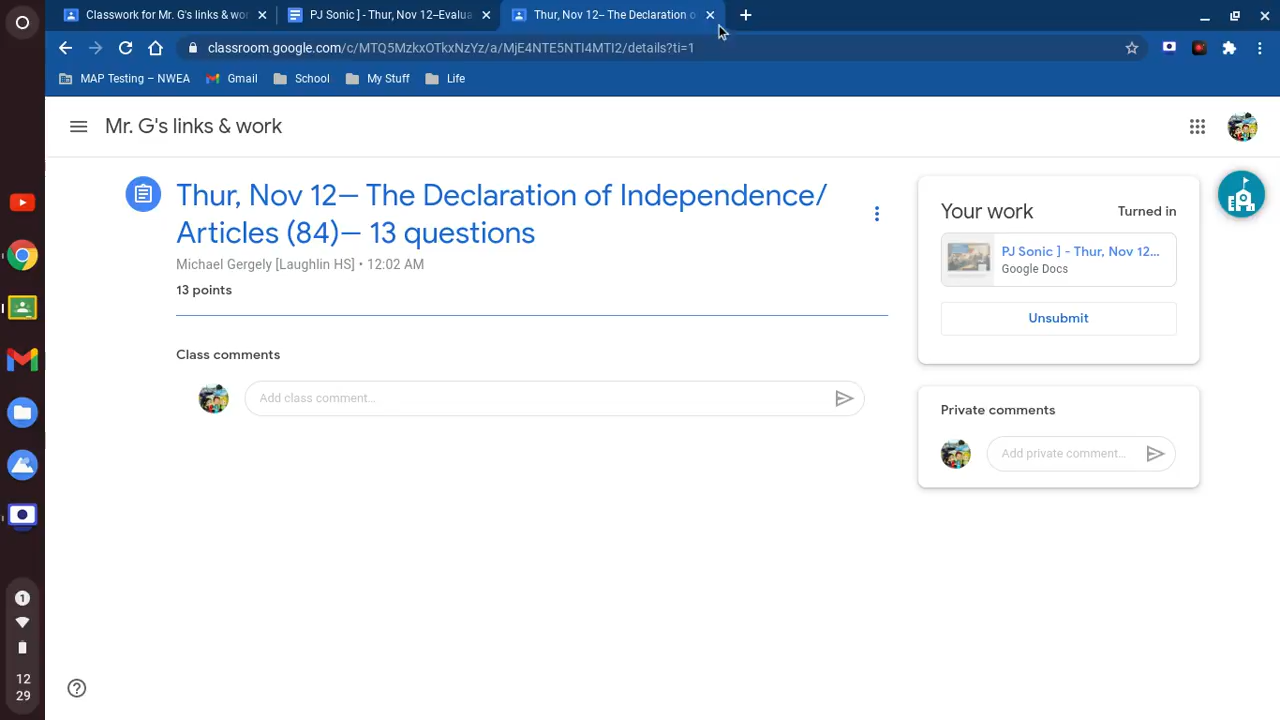 Classwork for Mr. G's links & wor
PJ Sonic ] - Thur, Nov 12–Evalua
Thur, Nov 12– The Declaration o
classroom.google.com/c/MTQ5MzkxOTkxNzYz/a/MjE4NTE5NTI4MTI2/details?ti=1
MAP Testing – NWEA
Gmail
School
My Stuff
Life
Mr. G's links & work
Thur, Nov 12— The Declaration of Independence/
Articles (84)— 13 questions
Michael Gergely [Laughlin HS] • 12:02 AM
13 points
Class comments
Add class comment...
Your work
Turned in
PJ Sonic ] - Thur, Nov 12...
Google Docs
Unsubmit
Private comments
Add private comment...
1
12
29